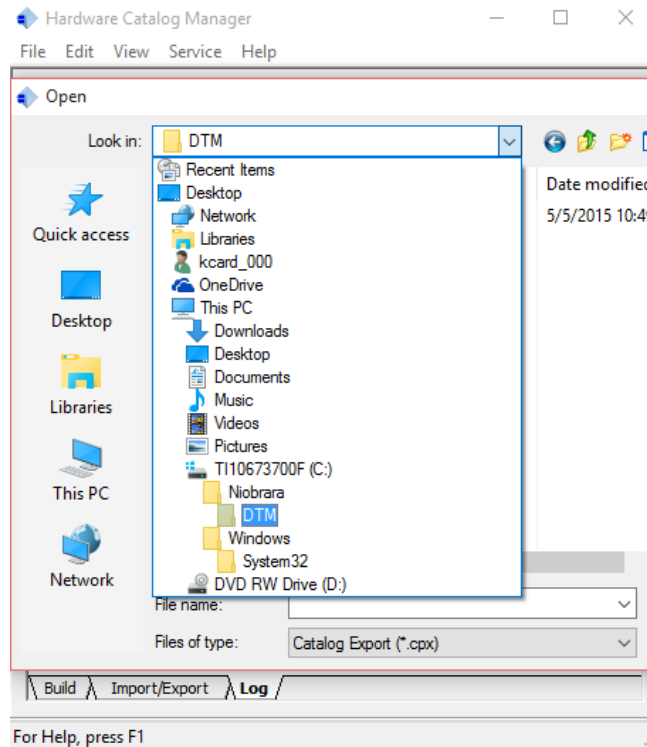 Hardware Catalog Manager
File Edit View Service Help
Open
Look in: DTM
Recent Items
Desktop
Network
Libraries
kcard_000
OneDrive
This PC
Downloads
Desktop
Documents
Music
Videos
Pictures
TI10673700F (C:)
Niobrara
DTM
Windows
System32
DVD RW Drive (D:)
Quick access
Desktop
Libraries
This PC
Network
Date modified
5/5/2015 10:49
File name:
Files of type: Catalog Export (*.cpx)
Build Import/Export Log
For Help, press F1